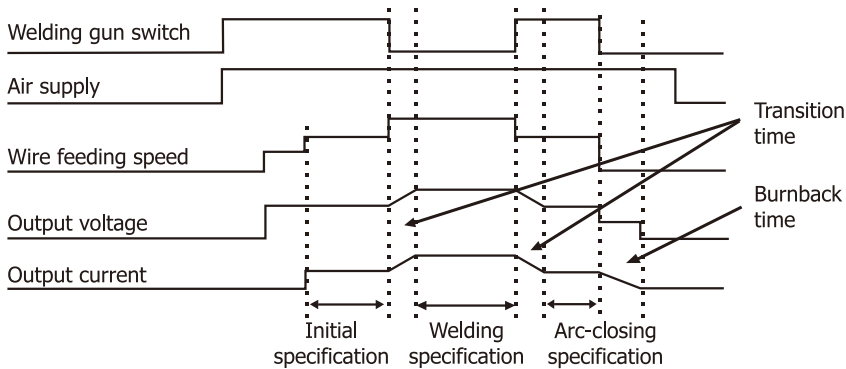 Welding gun switch
Air supply
Transition
time
Wire feeding speed
Burnback
time
Output voltage
Output current
Initial
specification
Welding
specification
Arc-closing
specification